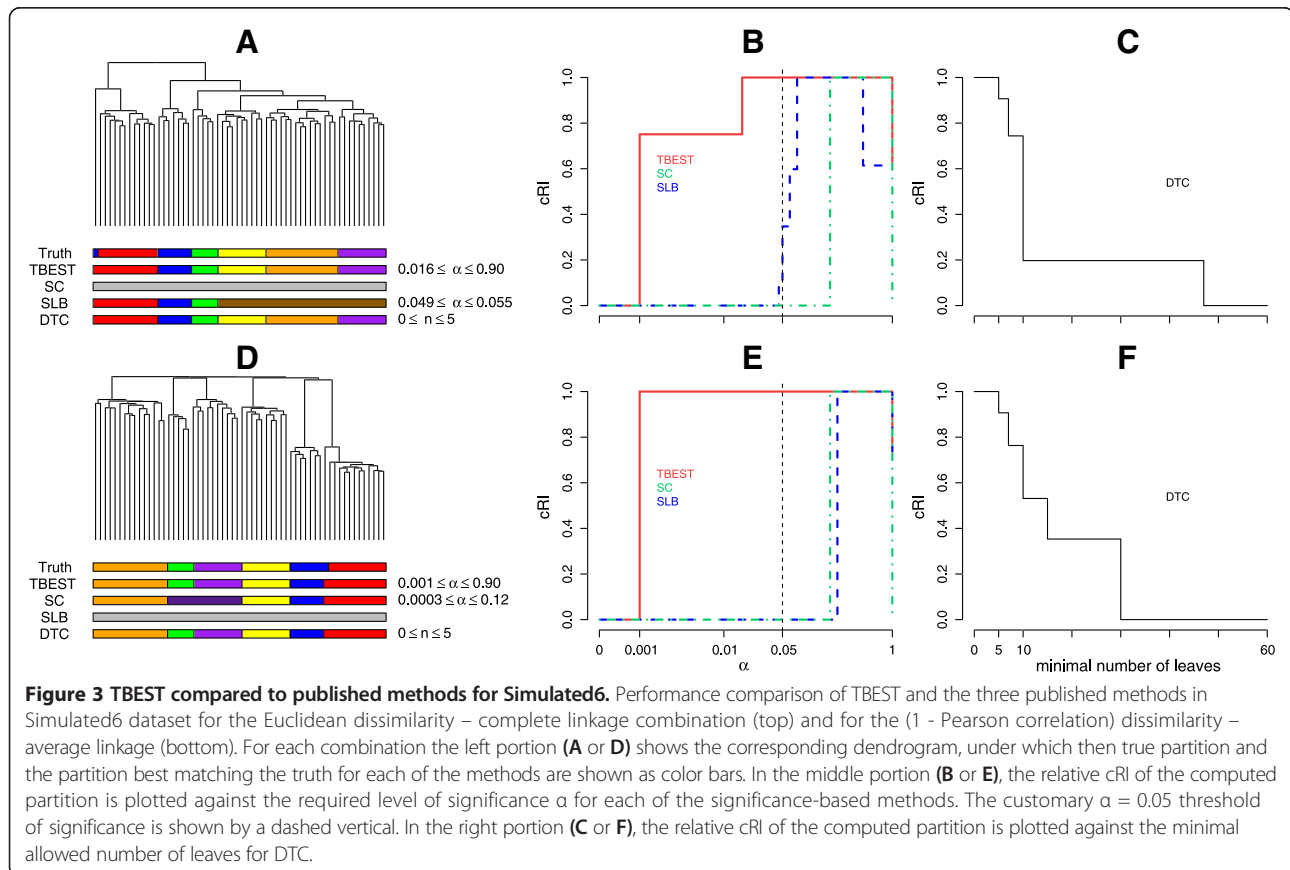 A
B
C
Truth
TBEST 0.016 ≤ α ≤ 0.90
SC
SLB 0.049 ≤ α ≤ 0.055
DTC 0 ≤ n ≤ 5
cRI
0.0 0.2 0.4 0.6 0.8 1.0
TBEST
SC
SLB
cRI
0.0 0.2 0.4 0.6 0.8 1.0
DTC
D
E
F
Truth
TBEST 0.001 ≤ α ≤ 0.90
SC 0.0003 ≤ α ≤ 0.12
SLB
DTC 0 ≤ n ≤ 5
cRI
0.0 0.2 0.4 0.6 0.8 1.0
TBEST
SC
SLB
0 0.001 0.01 0.05 1
α
cRI
0.0 0.2 0.4 0.6 0.8 1.0
DTC
0 5 10 60
minimal number of leaves
Figure 3 TBEST compared to published methods for Simulated6. Performance comparison of TBEST and the three published methods in
Simulated6 dataset for the Euclidean dissimilarity – complete linkage combination (top) and for the (1 - Pearson correlation) dissimilarity –
average linkage (bottom). For each combination the left portion (A or D) shows the corresponding dendrogram, under which then true partition and
the partition best matching the truth for each of the methods are shown as color bars. In the middle portion (B or E), the relative cRI of the computed
partition is plotted against the required level of significance α for each of the significance-based methods. The customary α = 0.05 threshold
of significance is shown by a dashed vertical. In the right portion (C or F), the relative cRI of the computed partition is plotted against the minimal
allowed number of leaves for DTC.